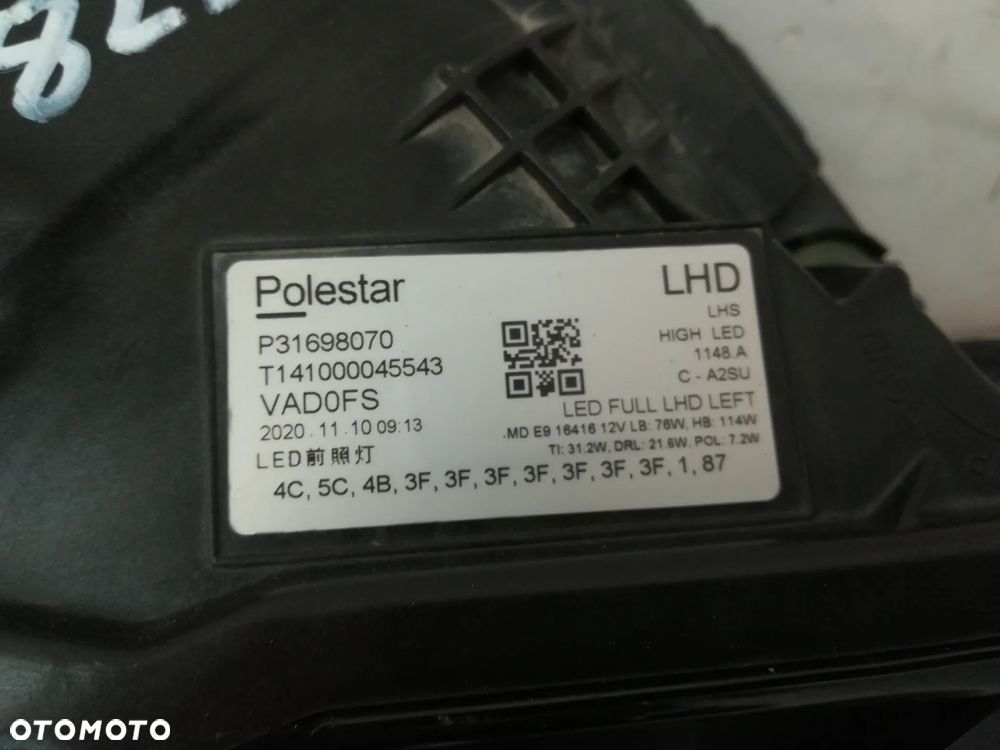 78
Polestar
P31698070
T141000045543
VAD0FS
2020.11.10 09:13
LED前照灯
LHD
LHS
HIGH LED
1148.A
C - A2SU
LED FULL LHD LEFT
.MD E9 16416 12V LB: 76W, HB: 114W
TI: 31.2W, DRL: 21.6W, POL: 7.2W
4C, 5C, 4B, 3F, 3F, 3F, 3F, 3F, 3F, 3F, 1, 87
OTOMOTO